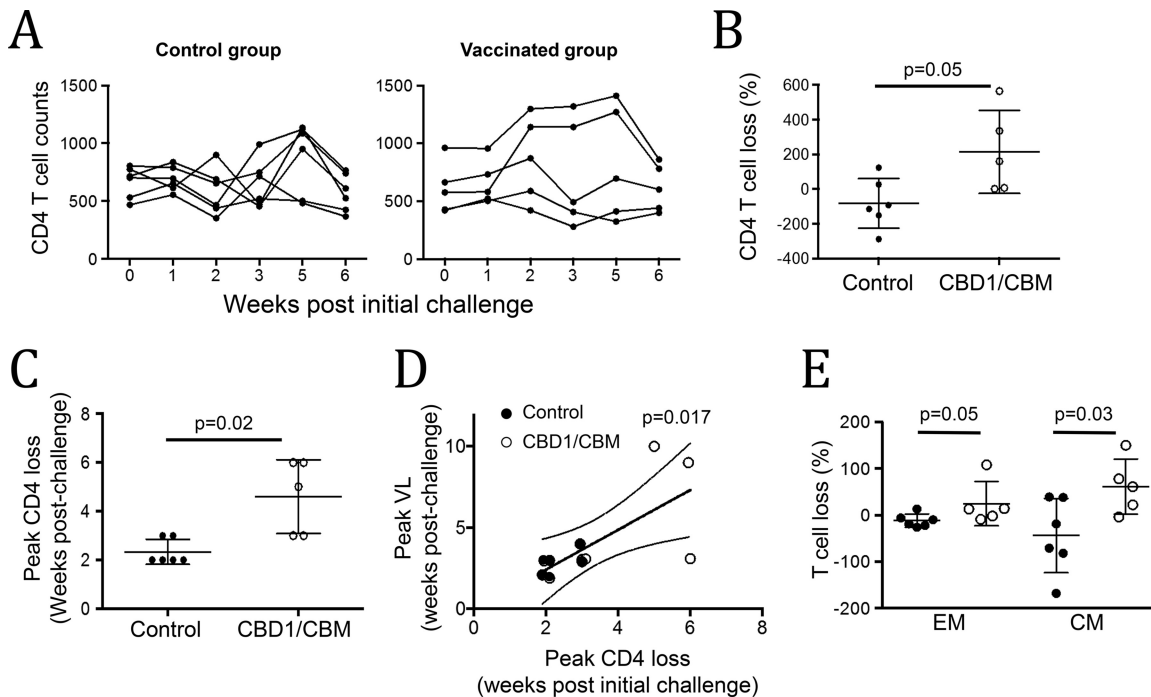 A
Control group
Vaccinated group
CD4 T cell counts
1500
1000
500
0
0 1 2 3 5 6
1500
1000
500
0
0 1 2 3 5 6
Weeks post initial challenge
B
p=0.05
CD4 T cell loss (%)
600
400
200
0
-200
-400
Control CBD1/CBM
C
p=0.02
Peak CD4 loss
(Weeks post-challenge)
8
6
4
2
0
Control CBD1/CBM
D
Control
CBD1/CBM
p=0.017
Peak VL
(weeks post-challenge)
10
5
0
0 2 4 6 8
Peak CD4 loss
(weeks post initial challenge)
E
p=0.05
p=0.03
T cell loss (%)
200
100
0
-100
-200
EM CM